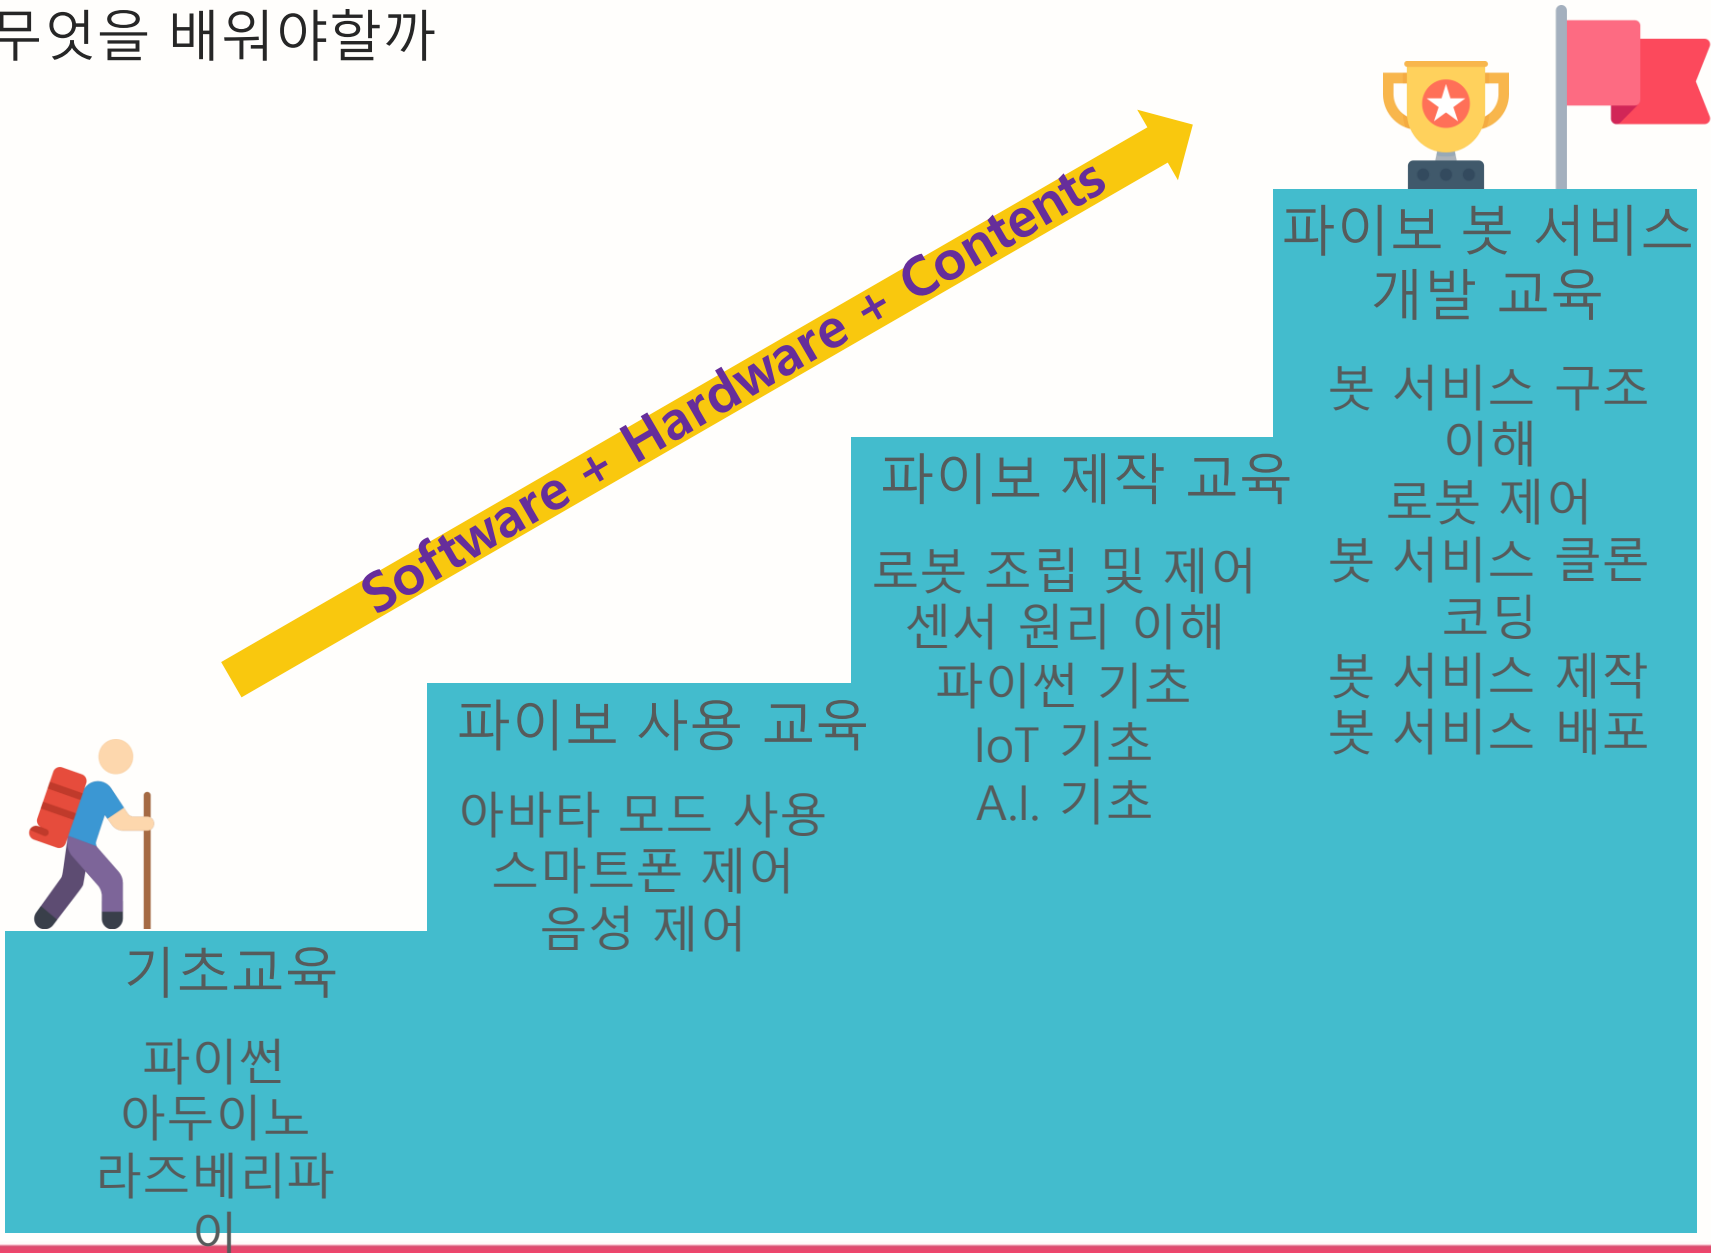 무엇을 배워야할까
Software + Hardware + Contents
기초교육
파이썬
아두이노
라즈베리파
이
파이보 사용 교육
아바타 모드 사용
스마트폰 제어
음성 제어
파이보 제작 교육
로봇 조립 및 제어
센서 원리 이해
파이썬 기초
IoT 기초
A.I. 기초
파이보 봇 서비스
개발 교육
봇 서비스 구조
이해
로봇 제어
봇 서비스 클론
코딩
봇 서비스 제작
봇 서비스 배포